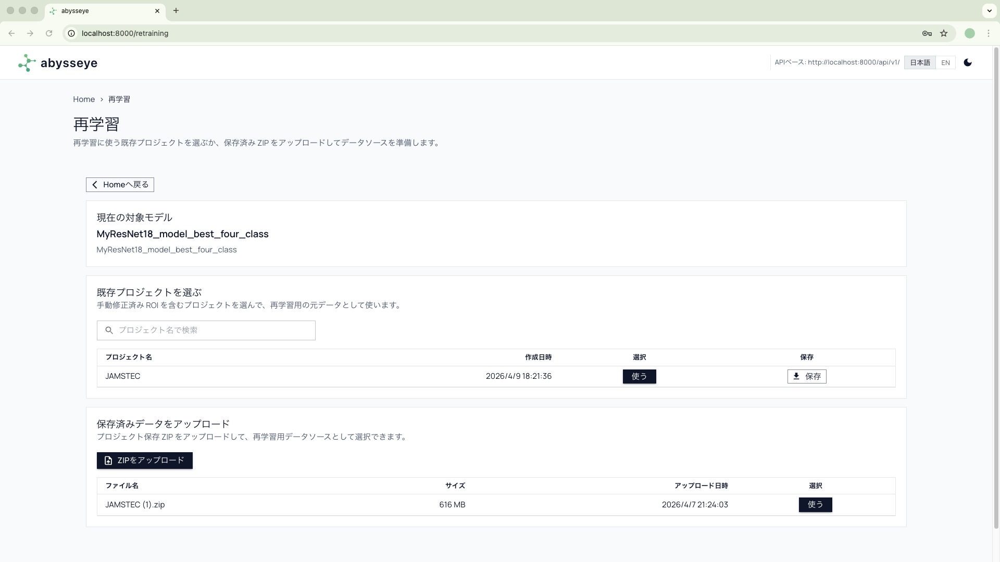 abysseye
localhost:8000/retraining
abysseye
APIベース: http://localhost:8000/api/v1/
日本語
EN
Home > 再学習
再学習
再学習に使う既存プロジェクトを選ぶか、保存済み ZIP をアップロードしてデータソースを準備します。
Homeへ戻る
現在の対象モデル
MyResNet18_model_best_four_class
MyResNet18_model_best_four_class
既存プロジェクトを選ぶ
手動修正済み ROI を含むプロジェクトを選んで、再学習用の元データとして使います。
プロジェクト名で検索
プロジェクト名 作成日時 選択 保存
JAMSTEC 2026/4/9 18:21:36 使う 保存
保存済みデータをアップロード
プロジェクト保存 ZIP をアップロードして、再学習用データソースとして選択できます。
ZIPをアップロード
ファイル名 サイズ アップロード日時 選択
JAMSTEC (1).zip 616 MB 2026/4/7 21:24:03 使う